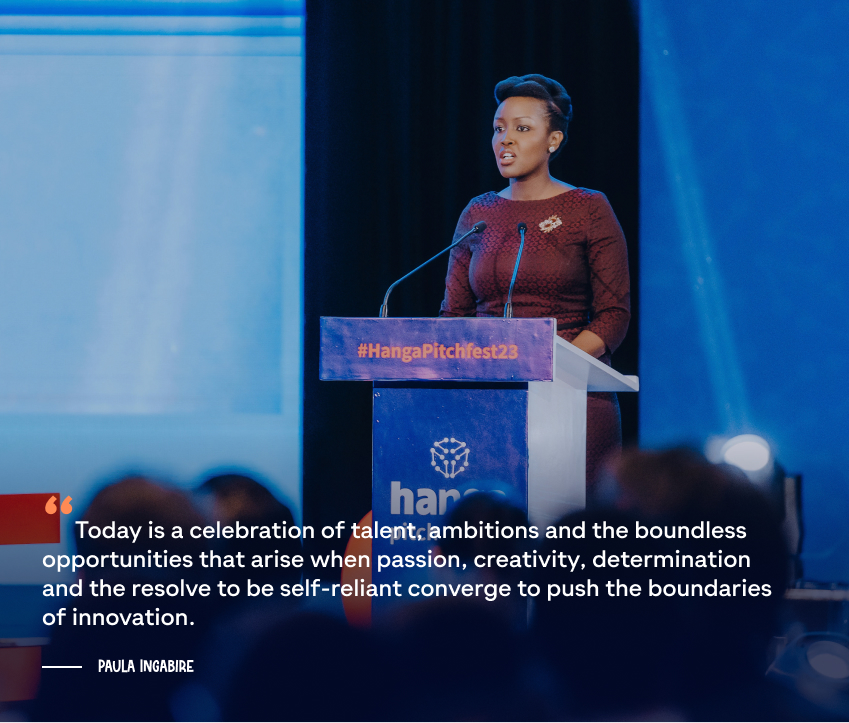 #HangaPitchfest23
hanga
“
Today is a celebration of talent, ambitions and the boundless
opportunities that arise when passion, creativity, determination
and the resolve to be self-reliant converge to push the boundaries
of innovation.
PAULA INGABIRE